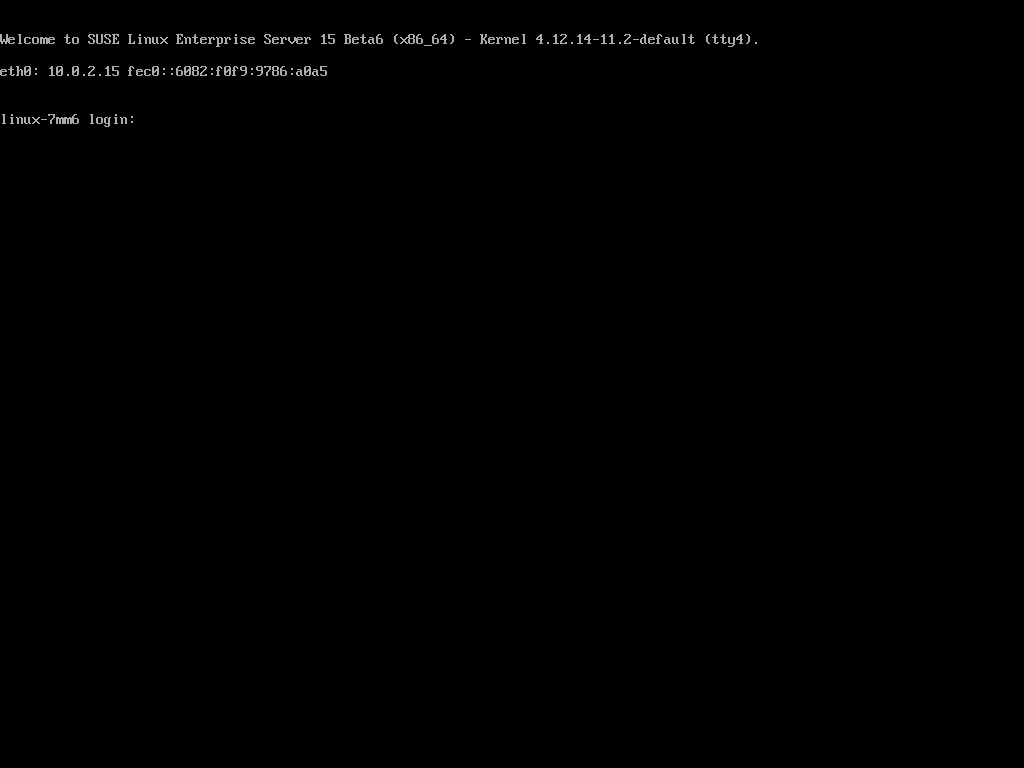 Welcome to SUSE Linux Enterprise Server 15 Beta6 (x86_64) - Kernel 4.12.14-11.2-default (tty4).
eth0: 10.0.2.15 fec0::6082:f0f9:9786:a0a5
linux-7mm6 login: